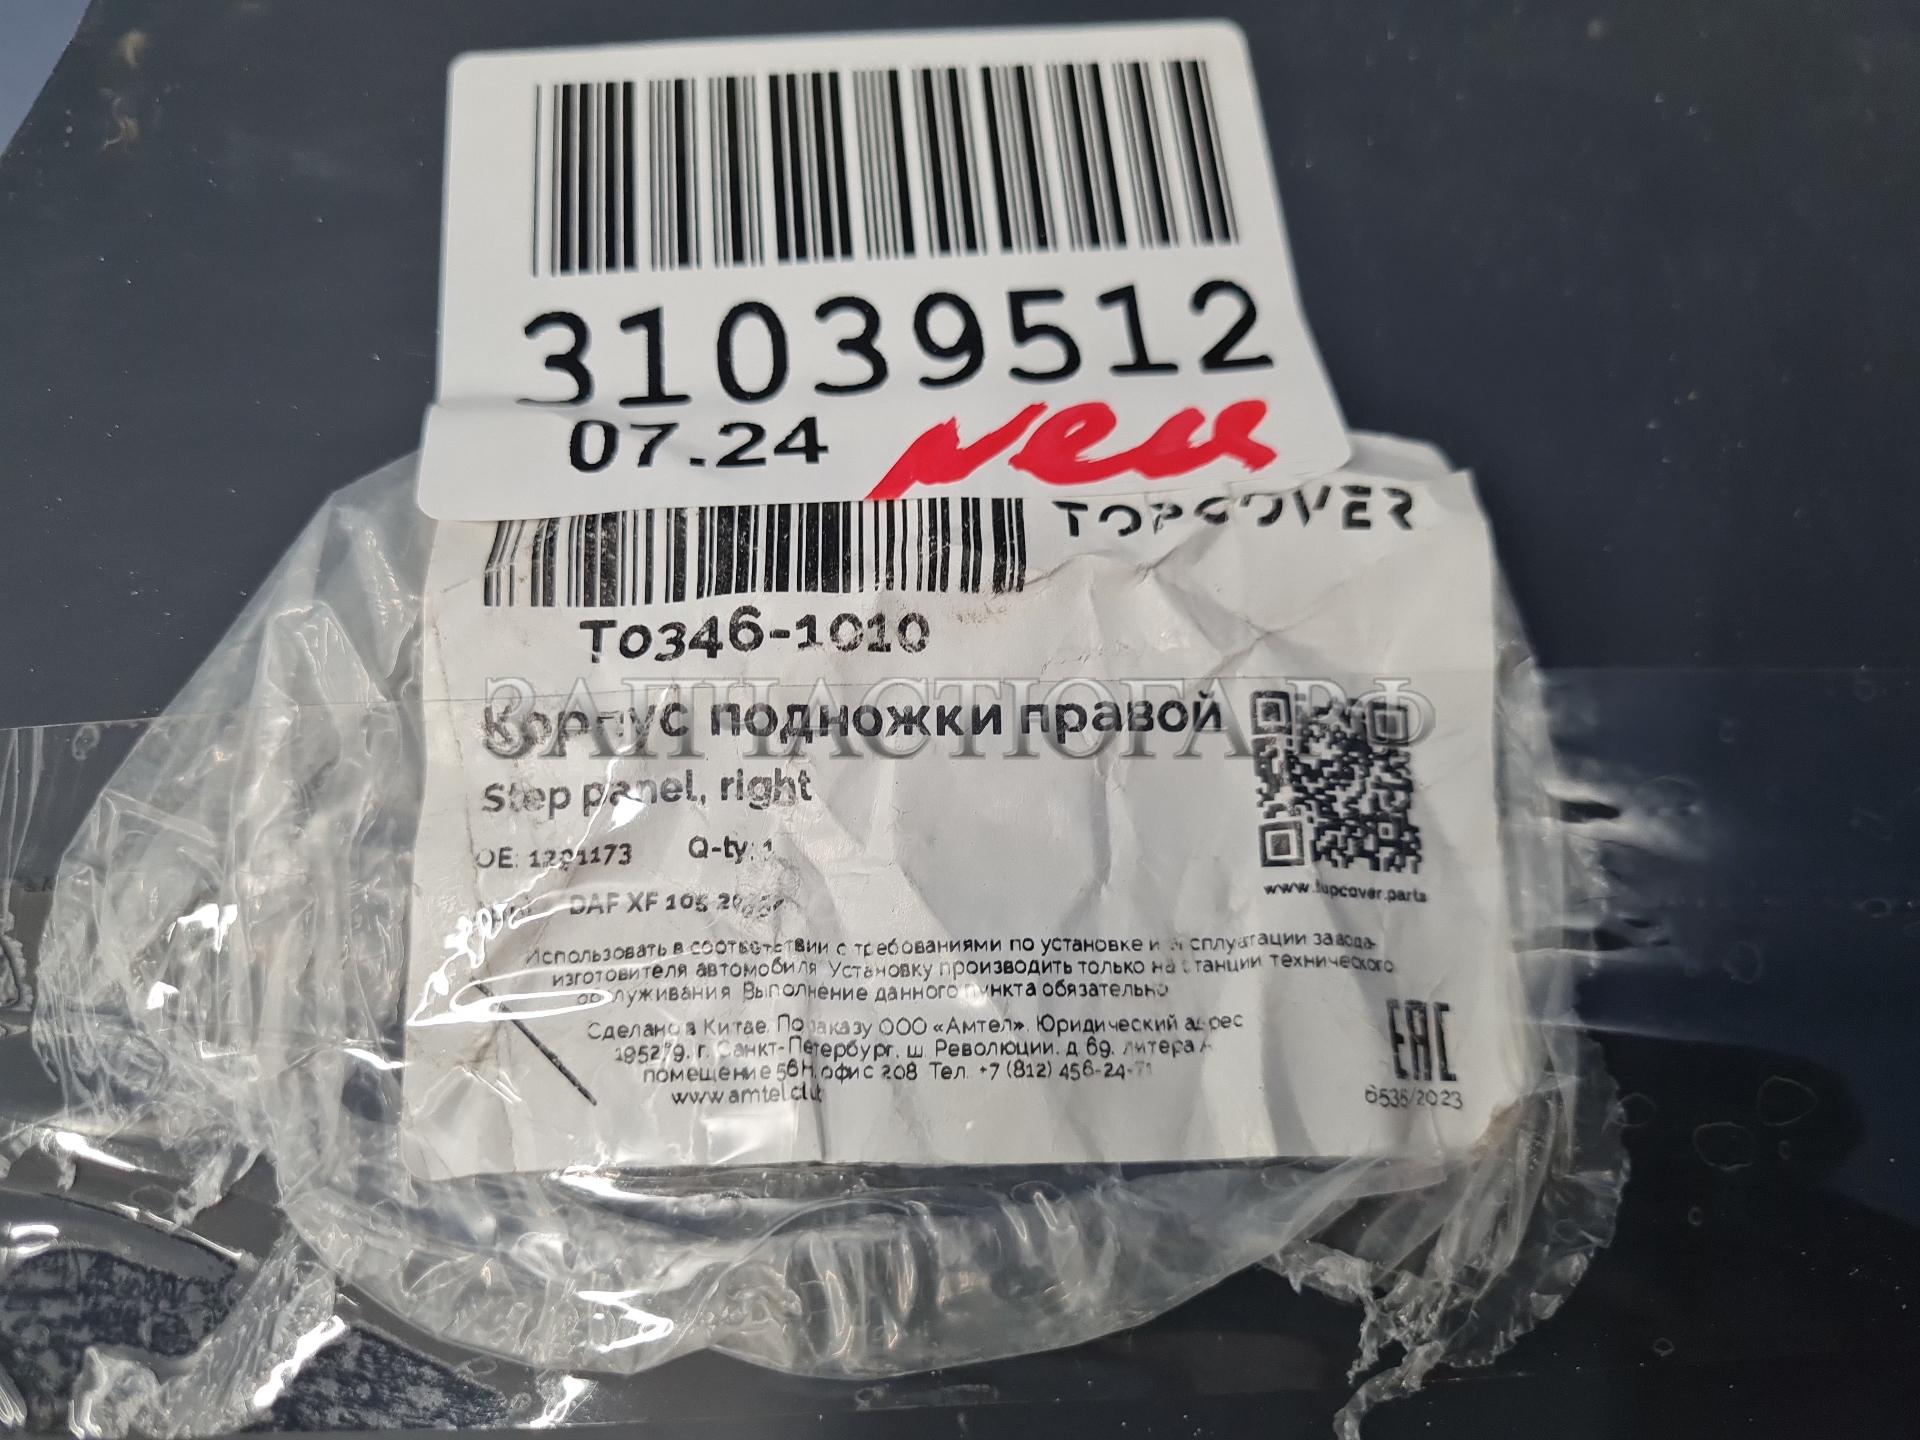 31039512
07.24
TOPCOVER
T0346-1010
ЗАПЧАСТЮГА.РФ
Корпус подножки правой
Step panel, right
OE: 1291173 Q-ty: 1
DAF XF 105
www.topcover.parts
Использовать в соответствии с требованиями по установке и эксплуатации завода-
изготовителя автомобиля. Установку производить только на станции технического
обслуживания. Выполнение данного пункта обязательно
Сделано в Китае. По заказу ООО «Амтел». Юридический адрес
195279, г. Санкт-Петербург, ш. Революции, д. 69, литера А,
помещение 56Н, офис 208 Тел. +7 (812) 456-24-71
www.amtel.club
EAC
6536/2023